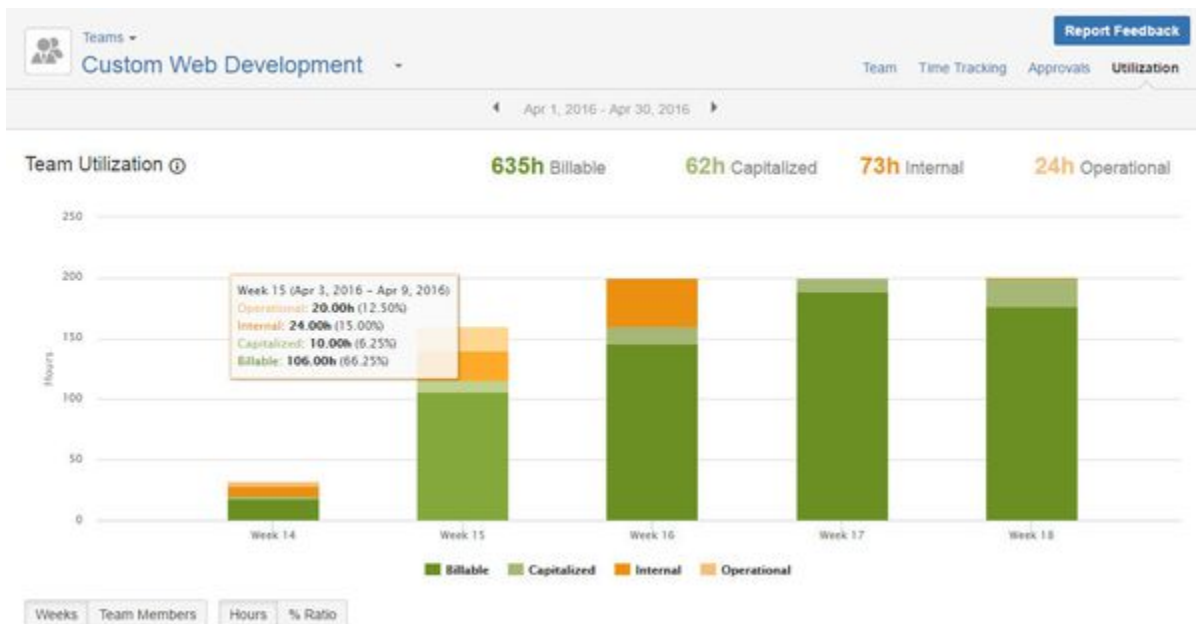 Report Feedback
Teams
Custom Web Development
Team Time Tracking Approvals Utilization
Apr 1, 2016 - Apr 30, 2016
Team Utilization
635h Billable 62h Capitalized 73h Internal 24h Operational
250
200
150
100
50
0
Hours
Week 15 (Apr 3, 2016 – Apr 9, 2016)
Operational: 20.00h (12.50%)
Internal: 24.00h (15.00%)
Capitalized: 10.00h (6.25%)
Billable: 106.00h (66.25%)
Week 14 Week 15 Week 16 Week 17 Week 18
Billable Capitalized Internal Operational
Weeks Team Members Hours % Ratio